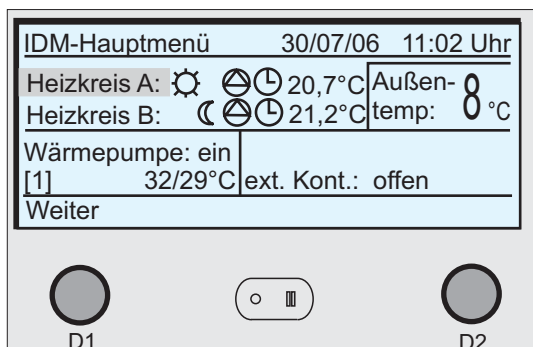 IDM-Hauptmenü 30/07/06 11:02 Uhr
Heizkreis A: 20,7°C
Heizkreis B: 21,2°C
Außen-
temp: 8 °C
Wärmepumpe: ein
[1] 32/29°C ext. Kont.: offen
Weiter
D1 D2